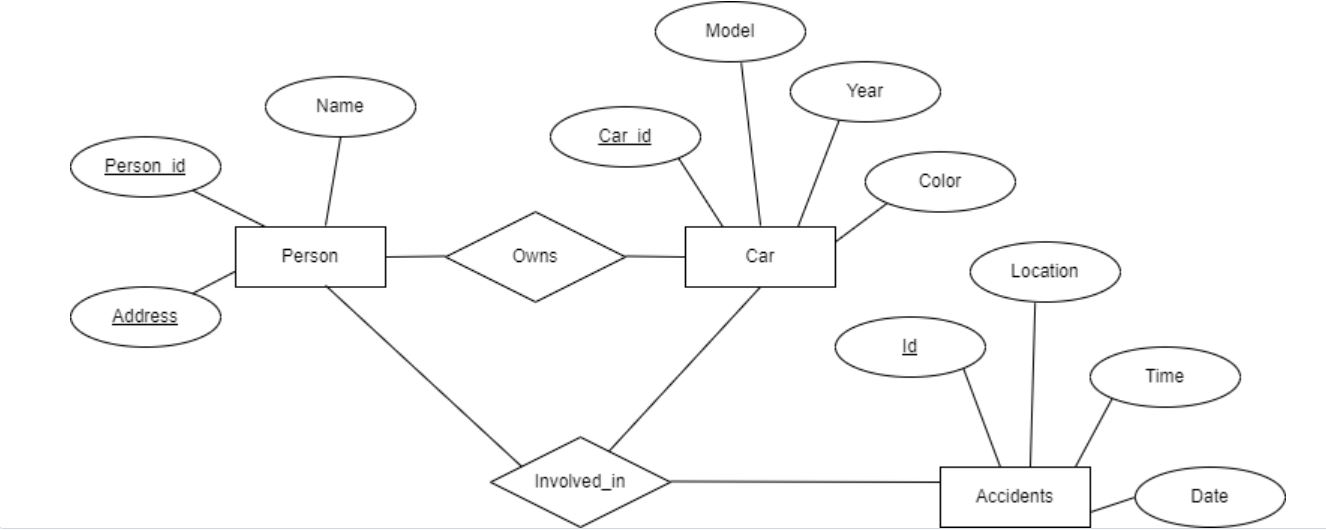 Model
Year
Name
Car_id
Person_id
Color
Person
Owns
Car
Location
Address
Id
Time
Involved_in
Accidents
Date